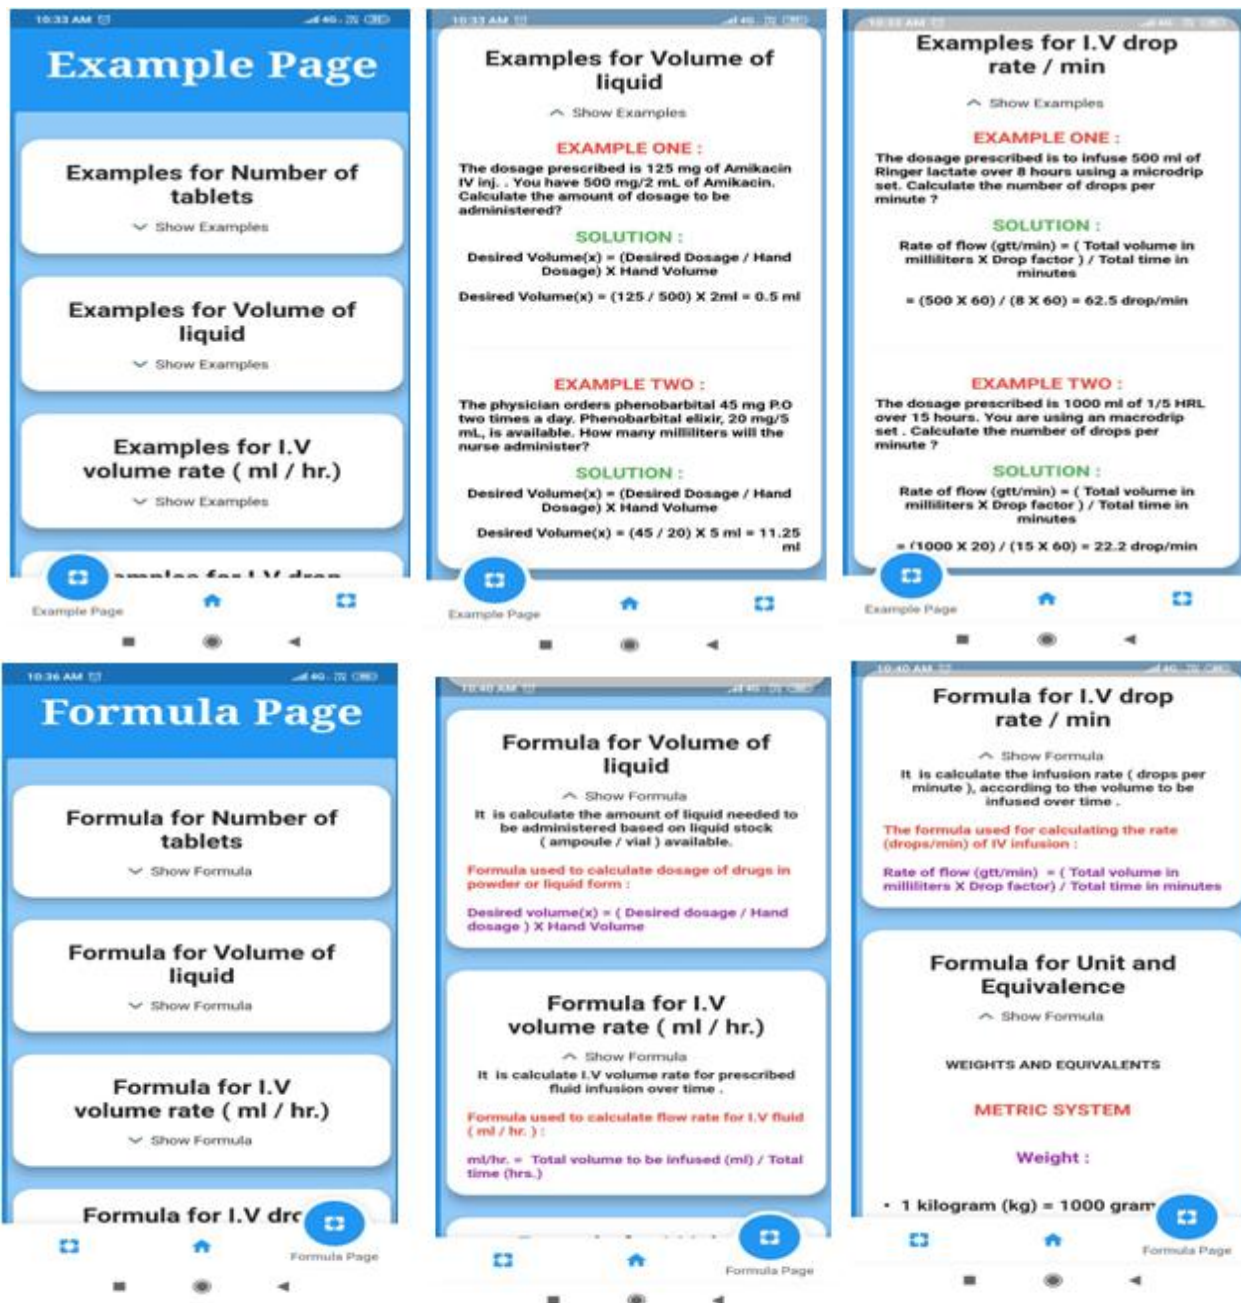 10:33 AM
Example Page
Examples for Number of
tablets
Show Examples
Examples for Volume of
liquid
Show Examples
Examples for I.V
volume rate ( ml / hr.)
Show Examples
Example Page
10:33 AM
Examples for Volume of
liquid
Show Examples
EXAMPLE ONE :
The dosage prescribed is 125 mg of Amikacin
IV inj. . You have 500 mg/2 mL of Amikacin.
Calculate the amount of dosage to be
administered?
SOLUTION :
Desired Volume(x) = (Desired Dosage / Hand
Dosage) X Hand Volume
Desired Volume(x) = (125 / 500) X 2ml = 0.5 ml
EXAMPLE TWO :
The physician orders phenobarbital 45 mg P.O
two times a day. Phenobarbital elixir, 20 mg/5
mL, is available. How many milliliters will the
nurse administer?
SOLUTION :
Desired Volume(x) = (Desired Dosage / Hand
Dosage) X Hand Volume
Desired Volume(x) = (45 / 20) X 5 ml = 11.25
ml
Example Page
10:33 AM
Examples for I.V drop
rate / min
Show Examples
EXAMPLE ONE :
The dosage prescribed is to infuse 500 ml of
Ringer lactate over 8 hours using a microdrip
set. Calculate the number of drops per
minute ?
SOLUTION :
Rate of flow (gtt/min) = ( Total volume in
milliliters X Drop factor ) / Total time in
minutes
= (500 X 60) / (8 X 60) = 62.5 drop/min
EXAMPLE TWO :
The dosage prescribed is 1000 ml of 1/5 HRL
over 15 hours. You are using an macrodrip
set . Calculate the number of drops per
minute ?
SOLUTION :
Rate of flow (gtt/min) = ( Total volume in
milliliters X Drop factor ) / Total time in
minutes
= (1000 X 20) / (15 X 60) = 22.2 drop/min
Example Page
10:36 AM
Formula Page
Formula for Number of
tablets
Show Formula
Formula for Volume of
liquid
Show Formula
Formula for I.V
volume rate ( ml / hr.)
Show Formula
Formula for I.V
Formula Page
10:40 AM
Formula for Volume of
liquid
Show Formula
It is calculate the amount of liquid needed to
be administered based on liquid stock
( ampoule / vial ) available.
Formula used to calculate dosage of drugs in
powder or liquid form :
Desired volume(x) = ( Desired dosage / Hand
dosage ) X Hand Volume
Formula for I.V
volume rate ( ml / hr.)
Show Formula
It is calculate I.V volume rate for prescribed
fluid infusion over time .
Formula used to calculate flow rate for I.V fluid
( ml / hr. ) :
ml/hr. = Total volume to be infused (ml) / Total
time (hrs.)
Formula Page
10:40 AM
Formula for I.V drop
rate / min
Show Formula
It is calculate the infusion rate ( drops per
minute ), according to the volume to be
infused over time .
The formula used for calculating the rate
(drops/min) of IV infusion :
Rate of flow (gtt/min) = ( Total volume in
milliliters X Drop factor) / Total time in minutes
Formula for Unit and
Equivalence
Show Formula
WEIGHTS AND EQUIVALENTS
METRIC SYSTEM
Weight :
• 1 kilogram (kg) = 1000 gram
Formula Page